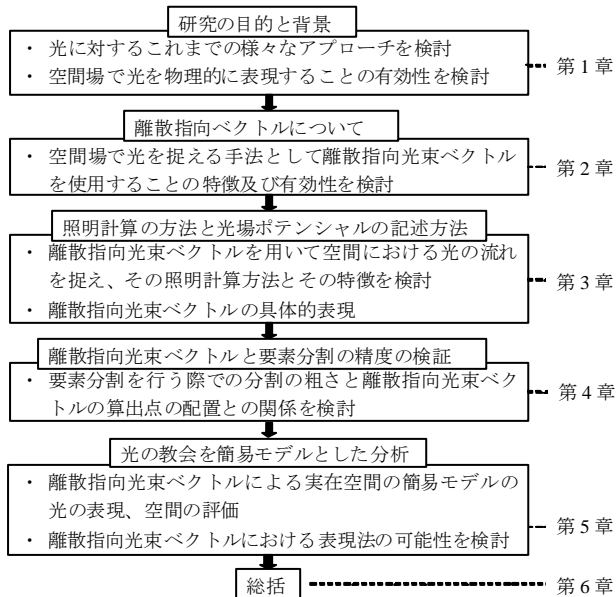 研究の目的と背景
・ 光に対するこれまでの様々なアプローチを検討
・ 空間場で光を物理的に表現することの有効性を検討
第1章
離散指向ベクトルについて
・ 空間場で光を捉える手法として離散指向光束ベクトル
を使用することの特徴及び有効性を検討
第2章
照明計算の方法と光場ポテンシャルの記述方法
・ 離散指向光束ベクトルを用いて空間における光の流れ
を捉え、その照明計算方法とその特徴を検討
・ 離散指向光束ベクトルの具体的表現
第3章
離散指向光束ベクトルと要素分割の精度の検証
・ 要素分割を行う際での分割の粗さと離散指向光束ベク
トルの算出点の配置との関係を検討
第4章
光の教会を簡易モデルとした分析
・ 離散指向光束ベクトルによる実在空間の簡易モデルの
光の表現、空間の評価
・ 離散指向光束ベクトルにおける表現法の可能性を検討
第5章
総括
第6章